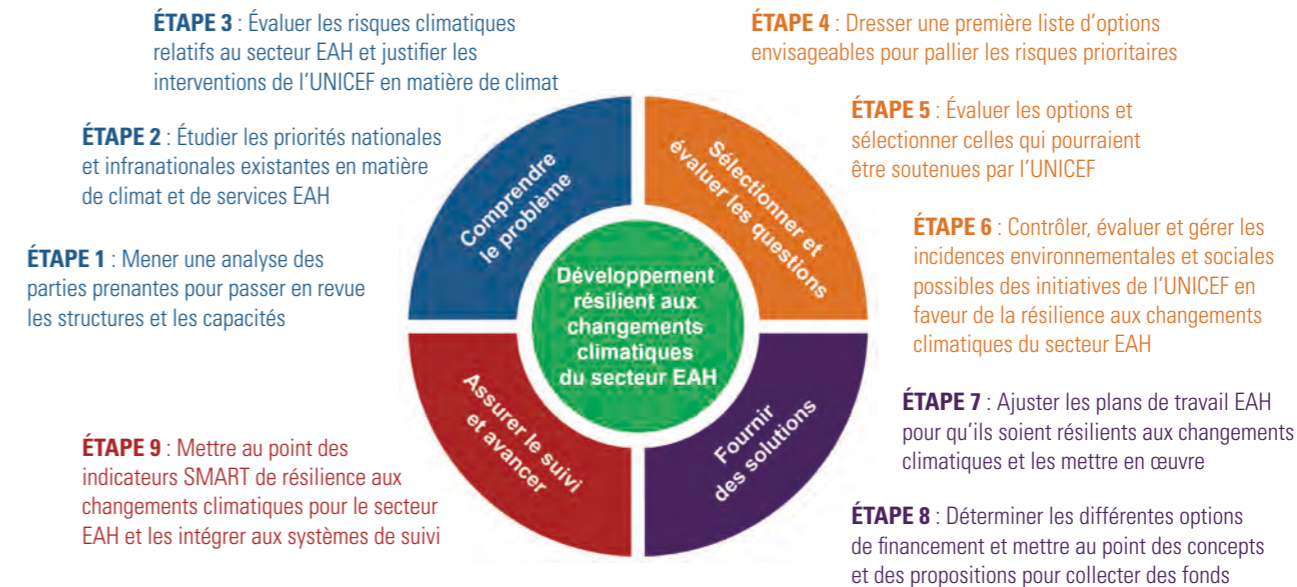 ÉTAPE 3 : Évaluer les risques climatiques
relatifs au secteur EAH et justifier les
interventions de l’UNICEF en matière de climat
ÉTAPE 2 : Étudier les priorités nationales
et infranationales existantes en matière
de climat et de services EAH
ÉTAPE 1 : Mener une analyse des
parties prenantes pour passer en revue
les structures et les capacités
ÉTAPE 9 : Mettre au point des
indicateurs SMART de résilience aux
changements climatiques pour le secteur
EAH et les intégrer aux systèmes de suivi
Comprendre
le problème
Sélectionner et
évaluer les questions
Développement
résilient aux
changements
climatiques
du secteur EAH
Assurer le suivi
et avancer
Fournir
des solutions
ÉTAPE 4 : Dresser une première liste d’options
envisageables pour pallier les risques prioritaires
ÉTAPE 5 : Évaluer les options et
sélectionner celles qui pourraient
être soutenues par l’UNICEF
ÉTAPE 6 : Contrôler, évaluer et gérer les
incidences environnementales et sociales
possibles des initiatives de l’UNICEF en
faveur de la résilience aux changements
climatiques du secteur EAH
ÉTAPE 7 : Ajuster les plans de travail EAH
pour qu’ils soient résilients aux changements
climatiques et les mettre en œuvre
ÉTAPE 8 : Déterminer les différentes options
de financement et mettre au point des concepts
et des propositions pour collecter des fonds